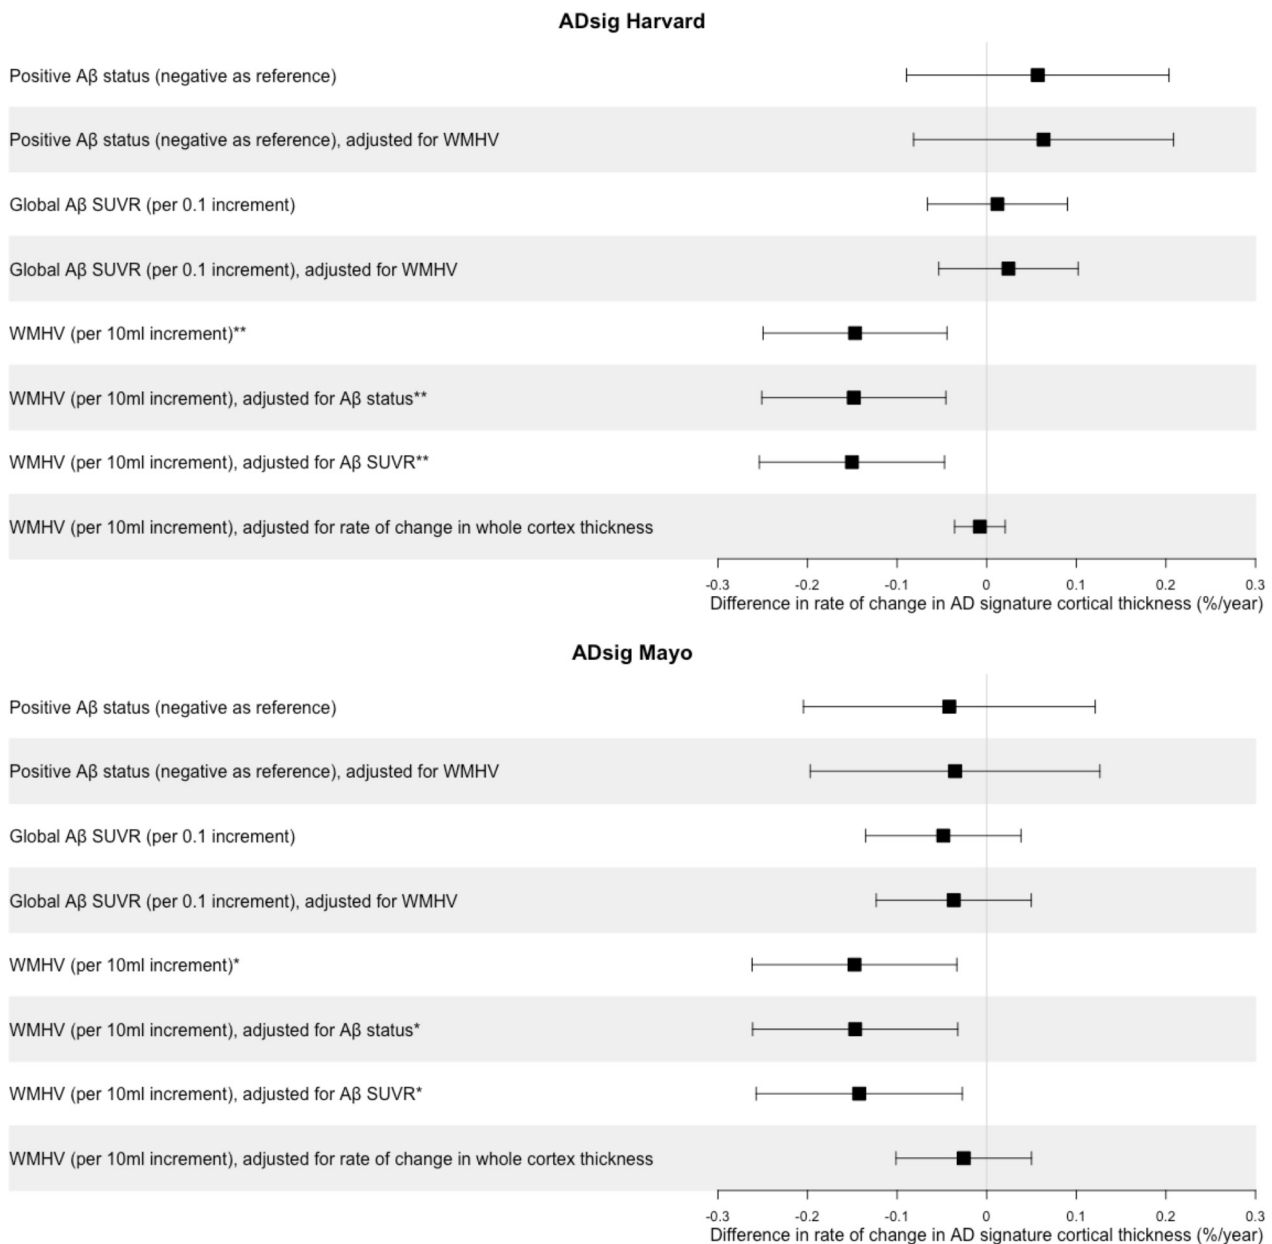 ADsig Harvard
Positive Aβ status (negative as reference)
Positive Aβ status (negative as reference), adjusted for WMHV
Global Aβ SUVR (per 0.1 increment)
Global Aβ SUVR (per 0.1 increment), adjusted for WMHV
WMHV (per 10ml increment)**
WMHV (per 10ml increment), adjusted for Aβ status**
WMHV (per 10ml increment), adjusted for Aβ SUVR**
WMHV (per 10ml increment), adjusted for rate of change in whole cortex thickness
-0.3 -0.2 -0.1 0 0.1 0.2 0.3
Difference in rate of change in AD signature cortical thickness (%/year)
ADsig Mayo
Positive Aβ status (negative as reference)
Positive Aβ status (negative as reference), adjusted for WMHV
Global Aβ SUVR (per 0.1 increment)
Global Aβ SUVR (per 0.1 increment), adjusted for WMHV
WMHV (per 10ml increment)*
WMHV (per 10ml increment), adjusted for Aβ status*
WMHV (per 10ml increment), adjusted for Aβ SUVR*
WMHV (per 10ml increment), adjusted for rate of change in whole cortex thickness
-0.3 -0.2 -0.1 0 0.1 0.2 0.3
Difference in rate of change in AD signature cortical thickness (%/year)